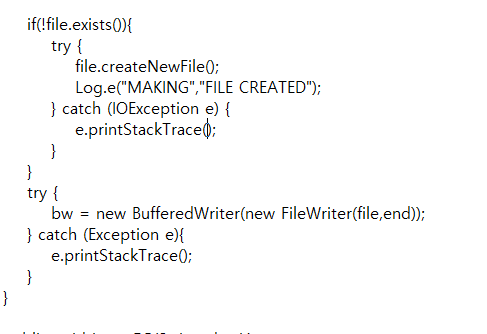 if(!file.exists()){
try {
file.createNewFile();
Log.e("MAKING","FILE CREATED");
} catch (IOException e) {
e.printStackTrace();
}
}
try {
bw = new BufferedWriter(new FileWriter(file,end));
} catch (Exception e){
e.printStackTrace();
}
}